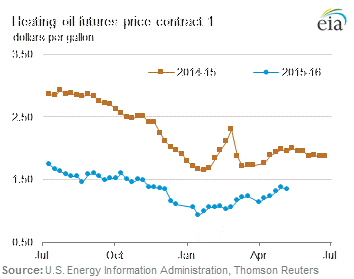 Heating oil futures price contract 1
dollars per gallon
eia
3.50
2014-15
2015-16
2.50
1.50
0.50
Jul
Oct
Jan
Apr
Jul
Source: U.S. Energy Information Administration, Thomson Reuters